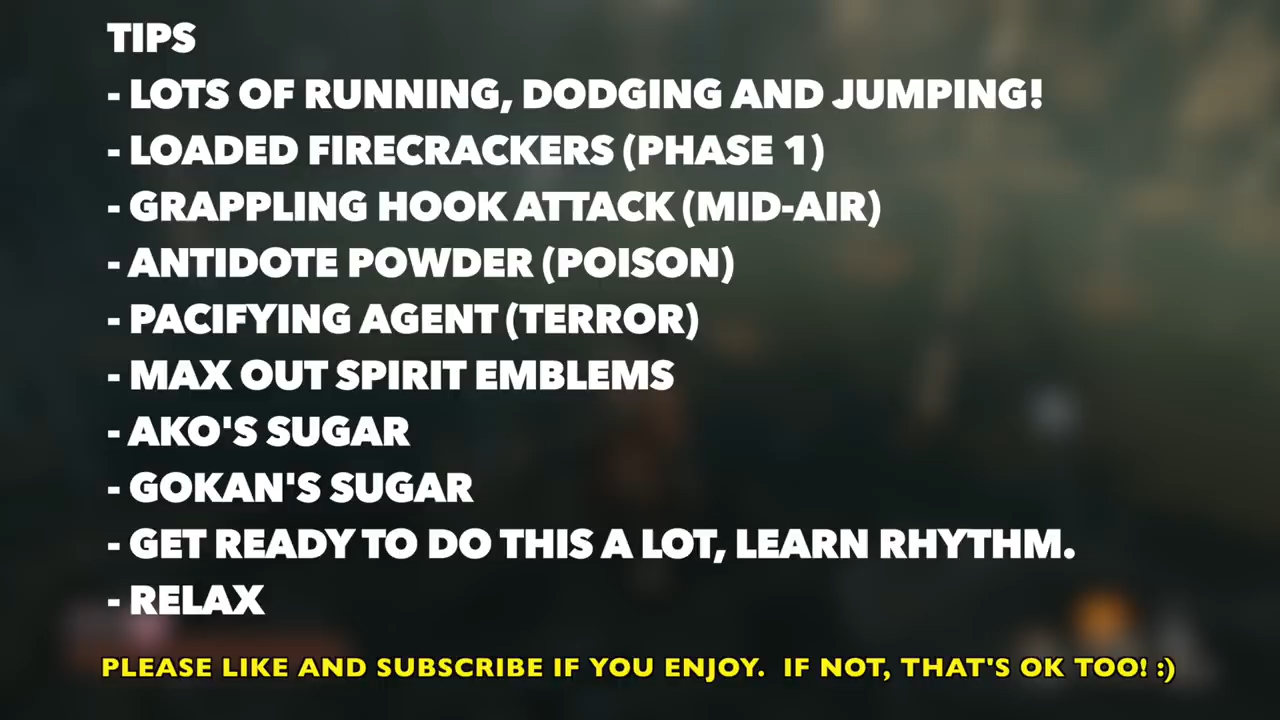 TIPS
- LOTS OF RUNNING, DODGING AND JUMPING!
- LOADED FIRECRACKERS (PHASE 1)
- GRAPPLING HOOK ATTACK (MID-AIR)
- ANTIDOTE POWDER (POISON)
- PACIFYING AGENT (TERROR)
- MAX OUT SPIRIT EMBLEMS
- AKO'S SUGAR
- GOKAN'S SUGAR
- GET READY TO DO THIS A LOT, LEARN RHYTHM.
- RELAX
PLEASE LIKE AND SUBSCRIBE IF YOU ENJOY.  IF NOT, THAT'S OK TOO! :)